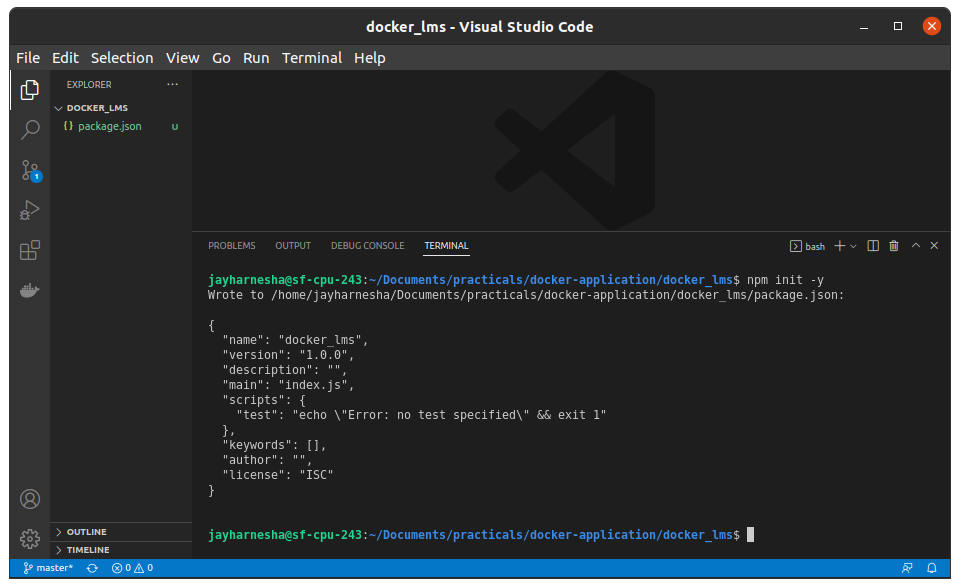 docker_lms - Visual Studio Code
File Edit Selection View Go Run Terminal Help
EXPLORER
DOCKER_LMS
{} package.json U
1
PROBLEMS OUTPUT DEBUG CONSOLE TERMINAL
bash
jayharnesha@sf-cpu-243:~/Documents/practicals/docker-application/docker_lms$ npm init -y
Wrote to /home/jayharnesha/Documents/practicals/docker-application/docker_lms/package.json:
{
  "name": "docker_lms",
  "version": "1.0.0",
  "description": "",
  "main": "index.js",
  "scripts": {
    "test": "echo \"Error: no test specified\" && exit 1"
  },
  "keywords": [],
  "author": "",
  "license": "ISC"
}
jayharnesha@sf-cpu-243:~/Documents/practicals/docker-application/docker_lms$
OUTLINE
TIMELINE
master* 0 0